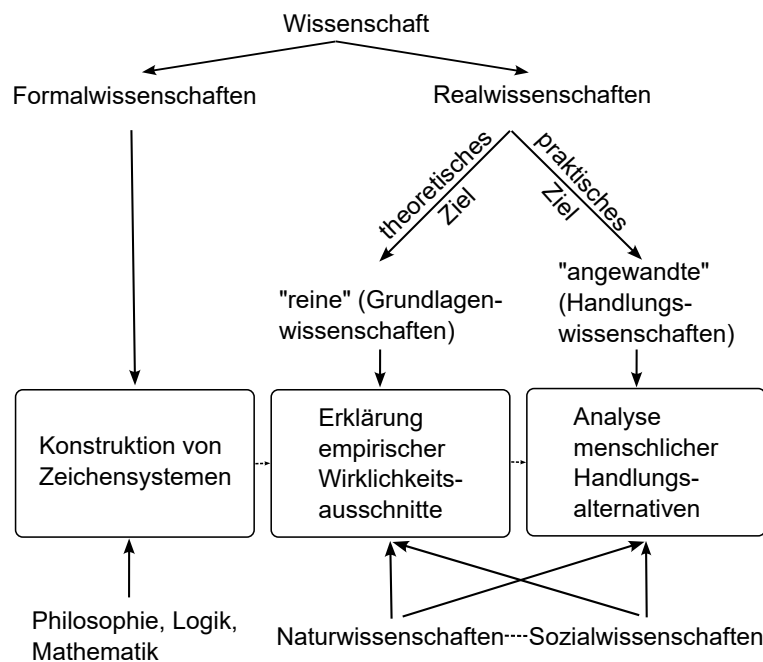 Wissenschaft
Formalwissenschaften
Realwissenschaften
theoretisches
Ziel
praktisches
Ziel
"reine" (Grundlagen-
wissenschaften)
"angewandte"
(Handlungs-
wissenschaften)
Konstruktion von
Zeichensystemen
Erklärung
empirischer
Wirklichkeits-
ausschnitte
Analyse
menschlicher
Handlungs-
alternativen
Philosophie, Logik,
Mathematik
Naturwissenschaften
Sozialwissenschaften